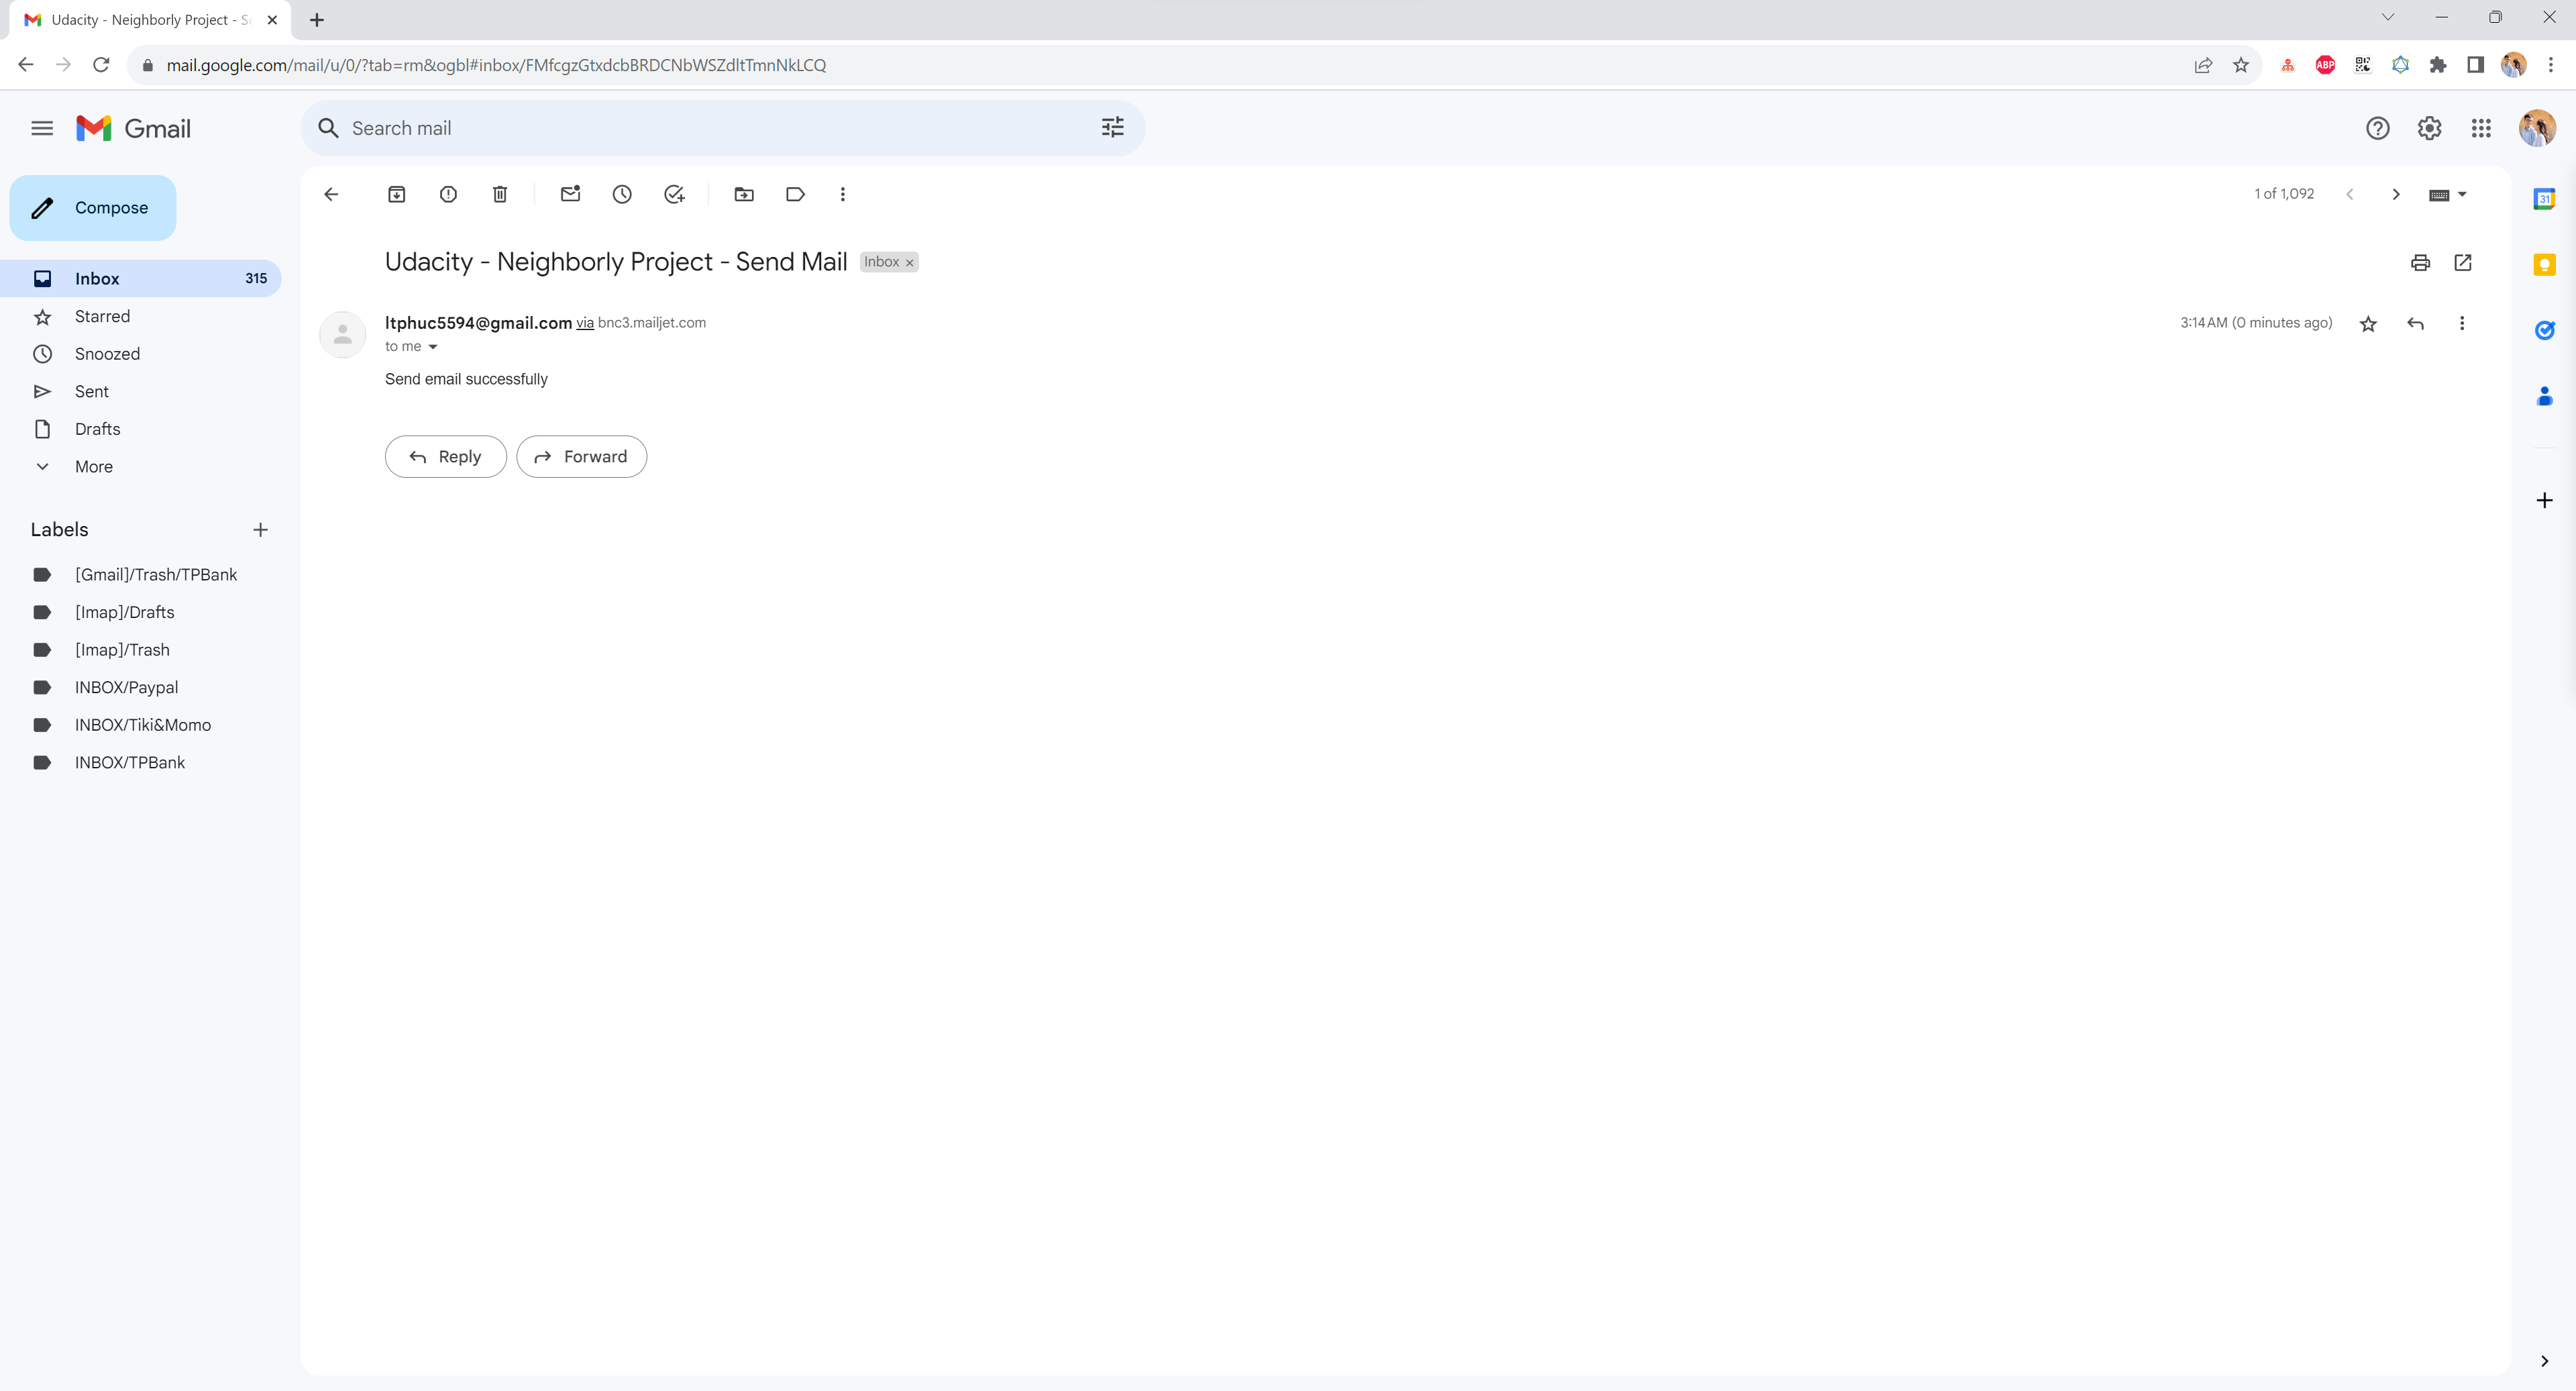 Udacity - Neighborly Project - S
mail.google.com/mail/u/0/?tab=rm&ogbl#inbox/FMfcgzGtxdcbBRDCNbWSZdltTmnNkLCQ
ABP
Gmail
Search mail
Compose
1 of 1,092
31
Udacity - Neighborly Project - Send Mail Inbox ×
Inbox 315
ltphuc5594@gmail.com via bnc3.mailjet.com 3:14 AM (0 minutes ago)
to me
Starred
Snoozed
Send email successfully
Sent
Drafts
Reply Forward
More
Labels
[Gmail]/Trash/TPBank
[Imap]/Drafts
[Imap]/Trash
INBOX/Paypal
INBOX/Tiki&Momo
INBOX/TPBank